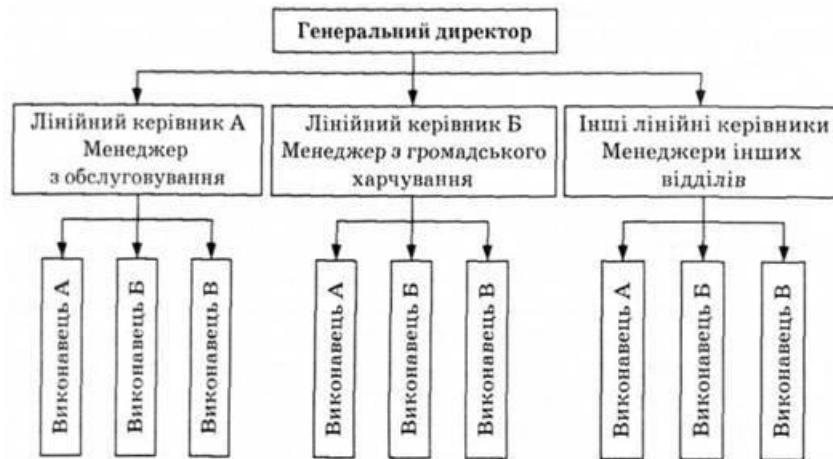 Генеральний директор
Лінійний керівник А
Менеджер
з обслуговування
Лінійний керівник Б
Менеджер з громадського
харчування
Інші лінійні керівники
Менеджери інших
відділів
Виконавець А
Виконавець Б
Виконавець В
Виконавець А
Виконавець Б
Виконавець В
Виконавець А
Виконавець Б
Виконавець В